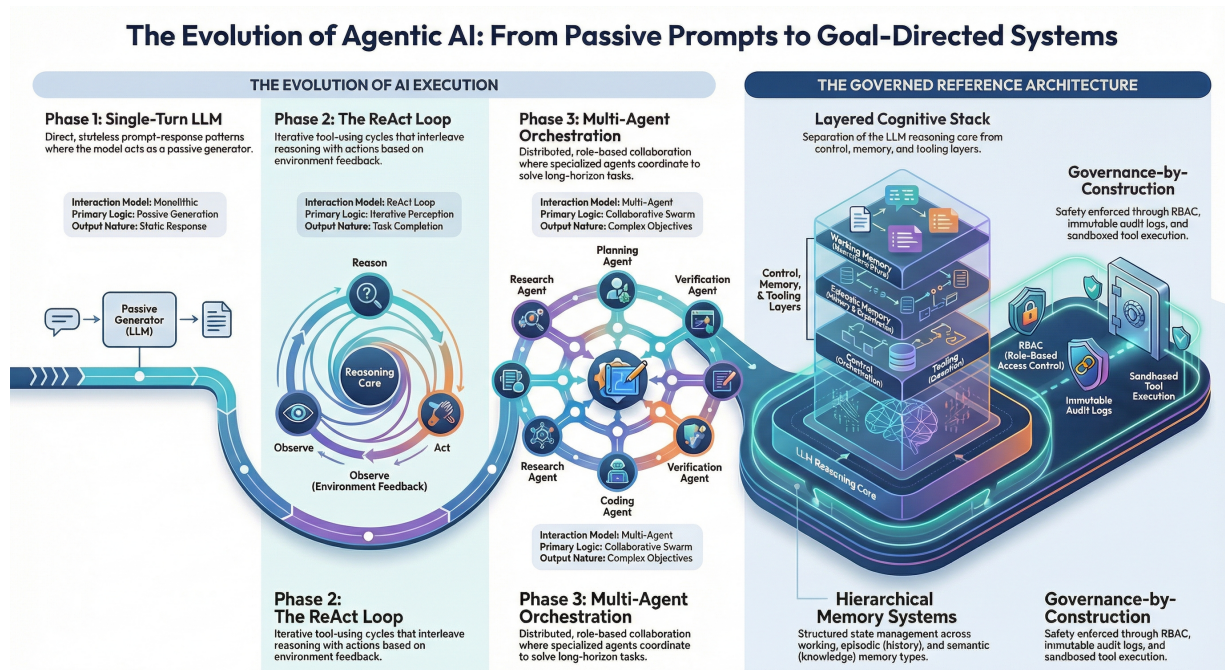 The Evolution of Agentic AI: From Passive Prompts to Goal-Directed Systems
THE EVOLUTION OF AI EXECUTION
Phase 1: Single-Turn LLM
Direct, stateless prompt-response patterns
where the model acts as a passive generator.
Interaction Model: Monolithic
Primary Logic: Passive Generation
Output Nature: Static Response
Passive
Generator
(LLM)
Phase 2: The ReAct Loop
Iterative tool-using cycles that interleave
reasoning with actions based on
environment feedback.
Interaction Model: ReAct Loop
Primary Logic: Iterative Perception
Output Nature: Task Completion
Reason
Reasoning
Care
Observe
Act
Observe
(Environment Feedback)
Phase 2:
The ReAct Loop
Iterative tool-using cycles that interleave
reasoning with actions based on
environment feedback.
Phase 3: Multi-Agent
Orchestration
Distributed, role-based collaboration
where specialized agents coordinate to
solve long-horizon tasks.
Interaction Model: Multi-Agent
Primary Logic: Collaborative Swarm
Output Nature: Complex Objectives
Planning
Agent
Research
Agent
Verification
Agent
Research
Agent
Verification
Agent
Coding
Agent
Interaction Model: Multi-Agent
Primary Logic: Collaborative Swarm
Output Nature: Complex Objectives
Phase 3: Multi-Agent
Orchestration
Distributed, role-based collaboration
where specialized agents coordinate to
solve long-horizon tasks.
THE GOVERNED REFERENCE ARCHITECTURE
Layered Cognitive Stack
Separation of the LLM reasoning care from
control, memory, and tooling layers.
Governance-by-
Construction
Safety enforced through RBAC,
immutable audit logs, and
sandboxed tool execution.
Control,
Memory,
& Tooling
Layers
Working Memory
Memory
Control
(Orchestration)
Tooling
LLM Reasoning Care
RBAC
(Role-Based
Access Control)
Immutable
Audit Logs
Sandhased
Tool
Execution
Hierarchical
Memory Systems
Structured state management across
working, episodic (history), and semantic
(knowledge) memory types.
Governance-by-
Construction
Safety enforced through RBAC,
immutable audit logs, and
sandbosed tool execution.